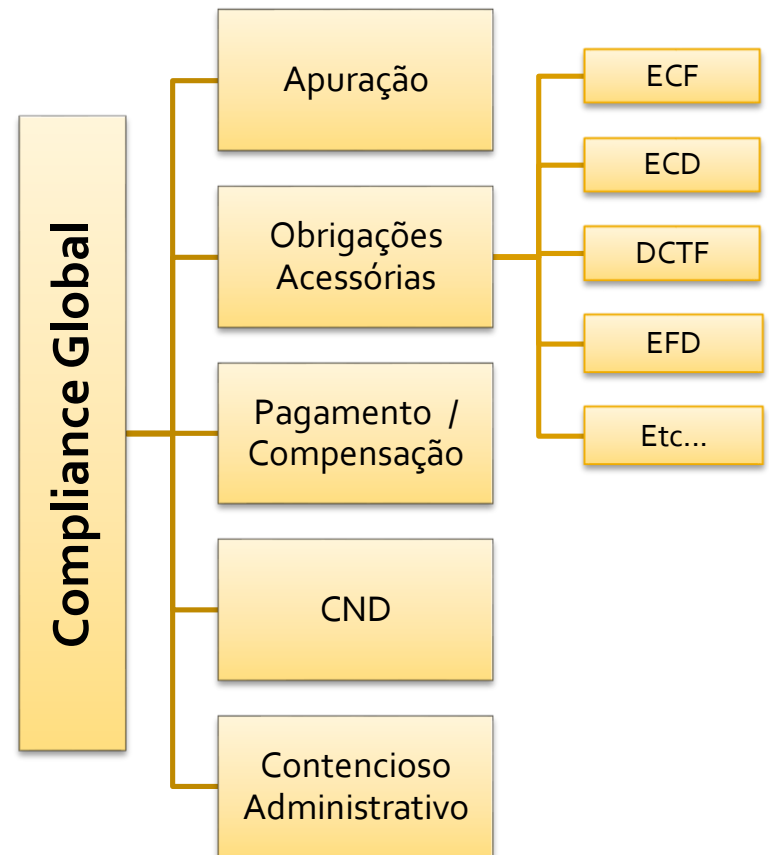 Compliance Global
Apuração
Obrigações
Acessórias
Pagamento /
Compensação
CND
Contencioso
Administrativo
ECF
ECD
DCTF
EFD
Etc...